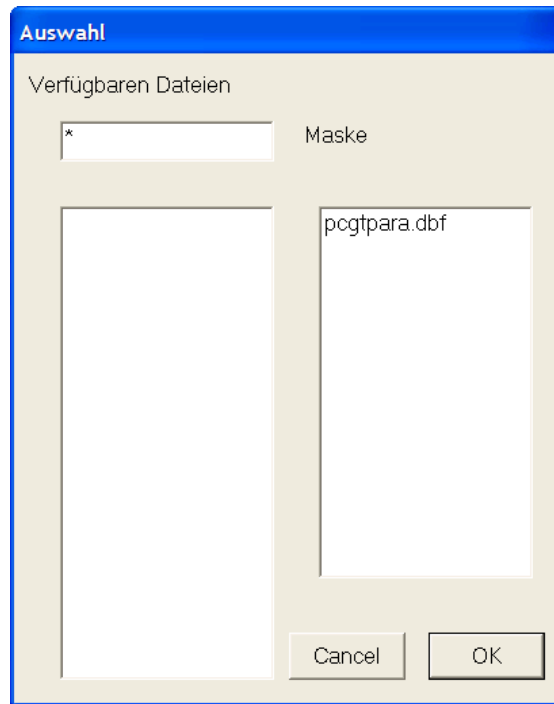 Auswahl
Verfügbaren Dateien
*
Maske
pcgtpara.dbf
Cancel
OK